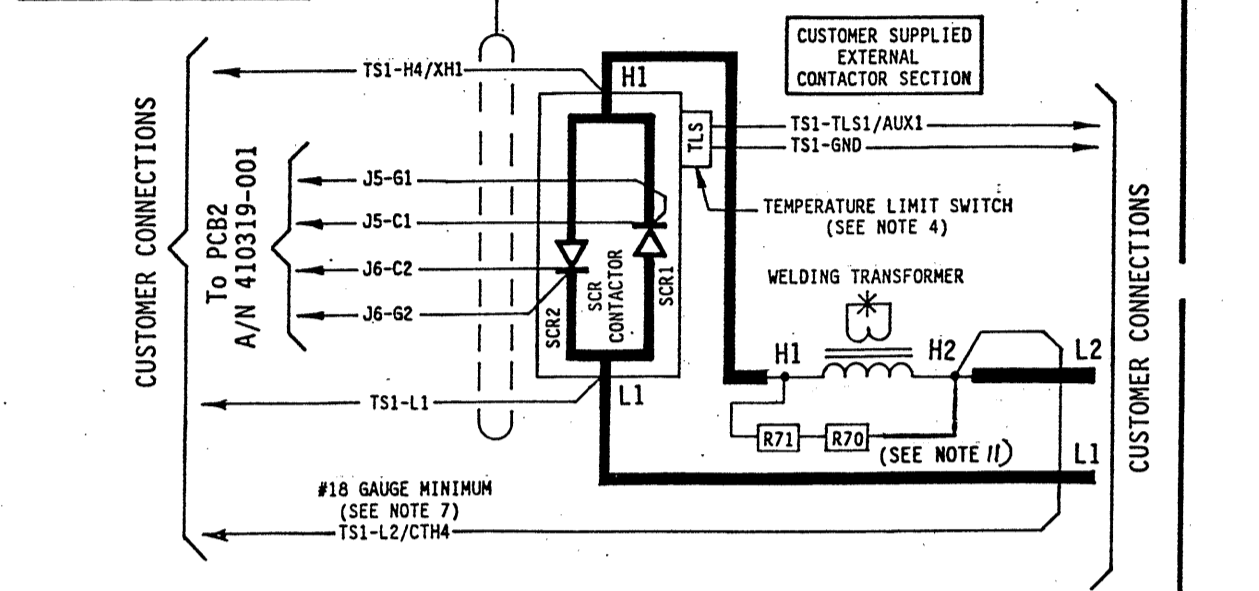 CUSTOMER SUPPLIED
EXTERNAL
CONTACTOR SECTION
TS1-H4/XH1
H1
CUSTOMER CONNECTIONS
To PCB2
A/N 410319-001
J5-G1
J5-C1
J6-C2
J6-G2
TLS
TS1-TLS1/AUX1
TS1-GND
TEMPERATURE LIMIT SWITCH
(SEE NOTE 4)
SCR2
SCR
CONTACTOR
SCR1
WELDING TRANSFORMER
H1
H2
L2
R71
R70
(SEE NOTE 11)
L1
TS1-L1
L1
CUSTOMER CONNECTIONS
#18 GAUGE MINIMUM
(SEE NOTE 7)
TS1-L2/CTH4